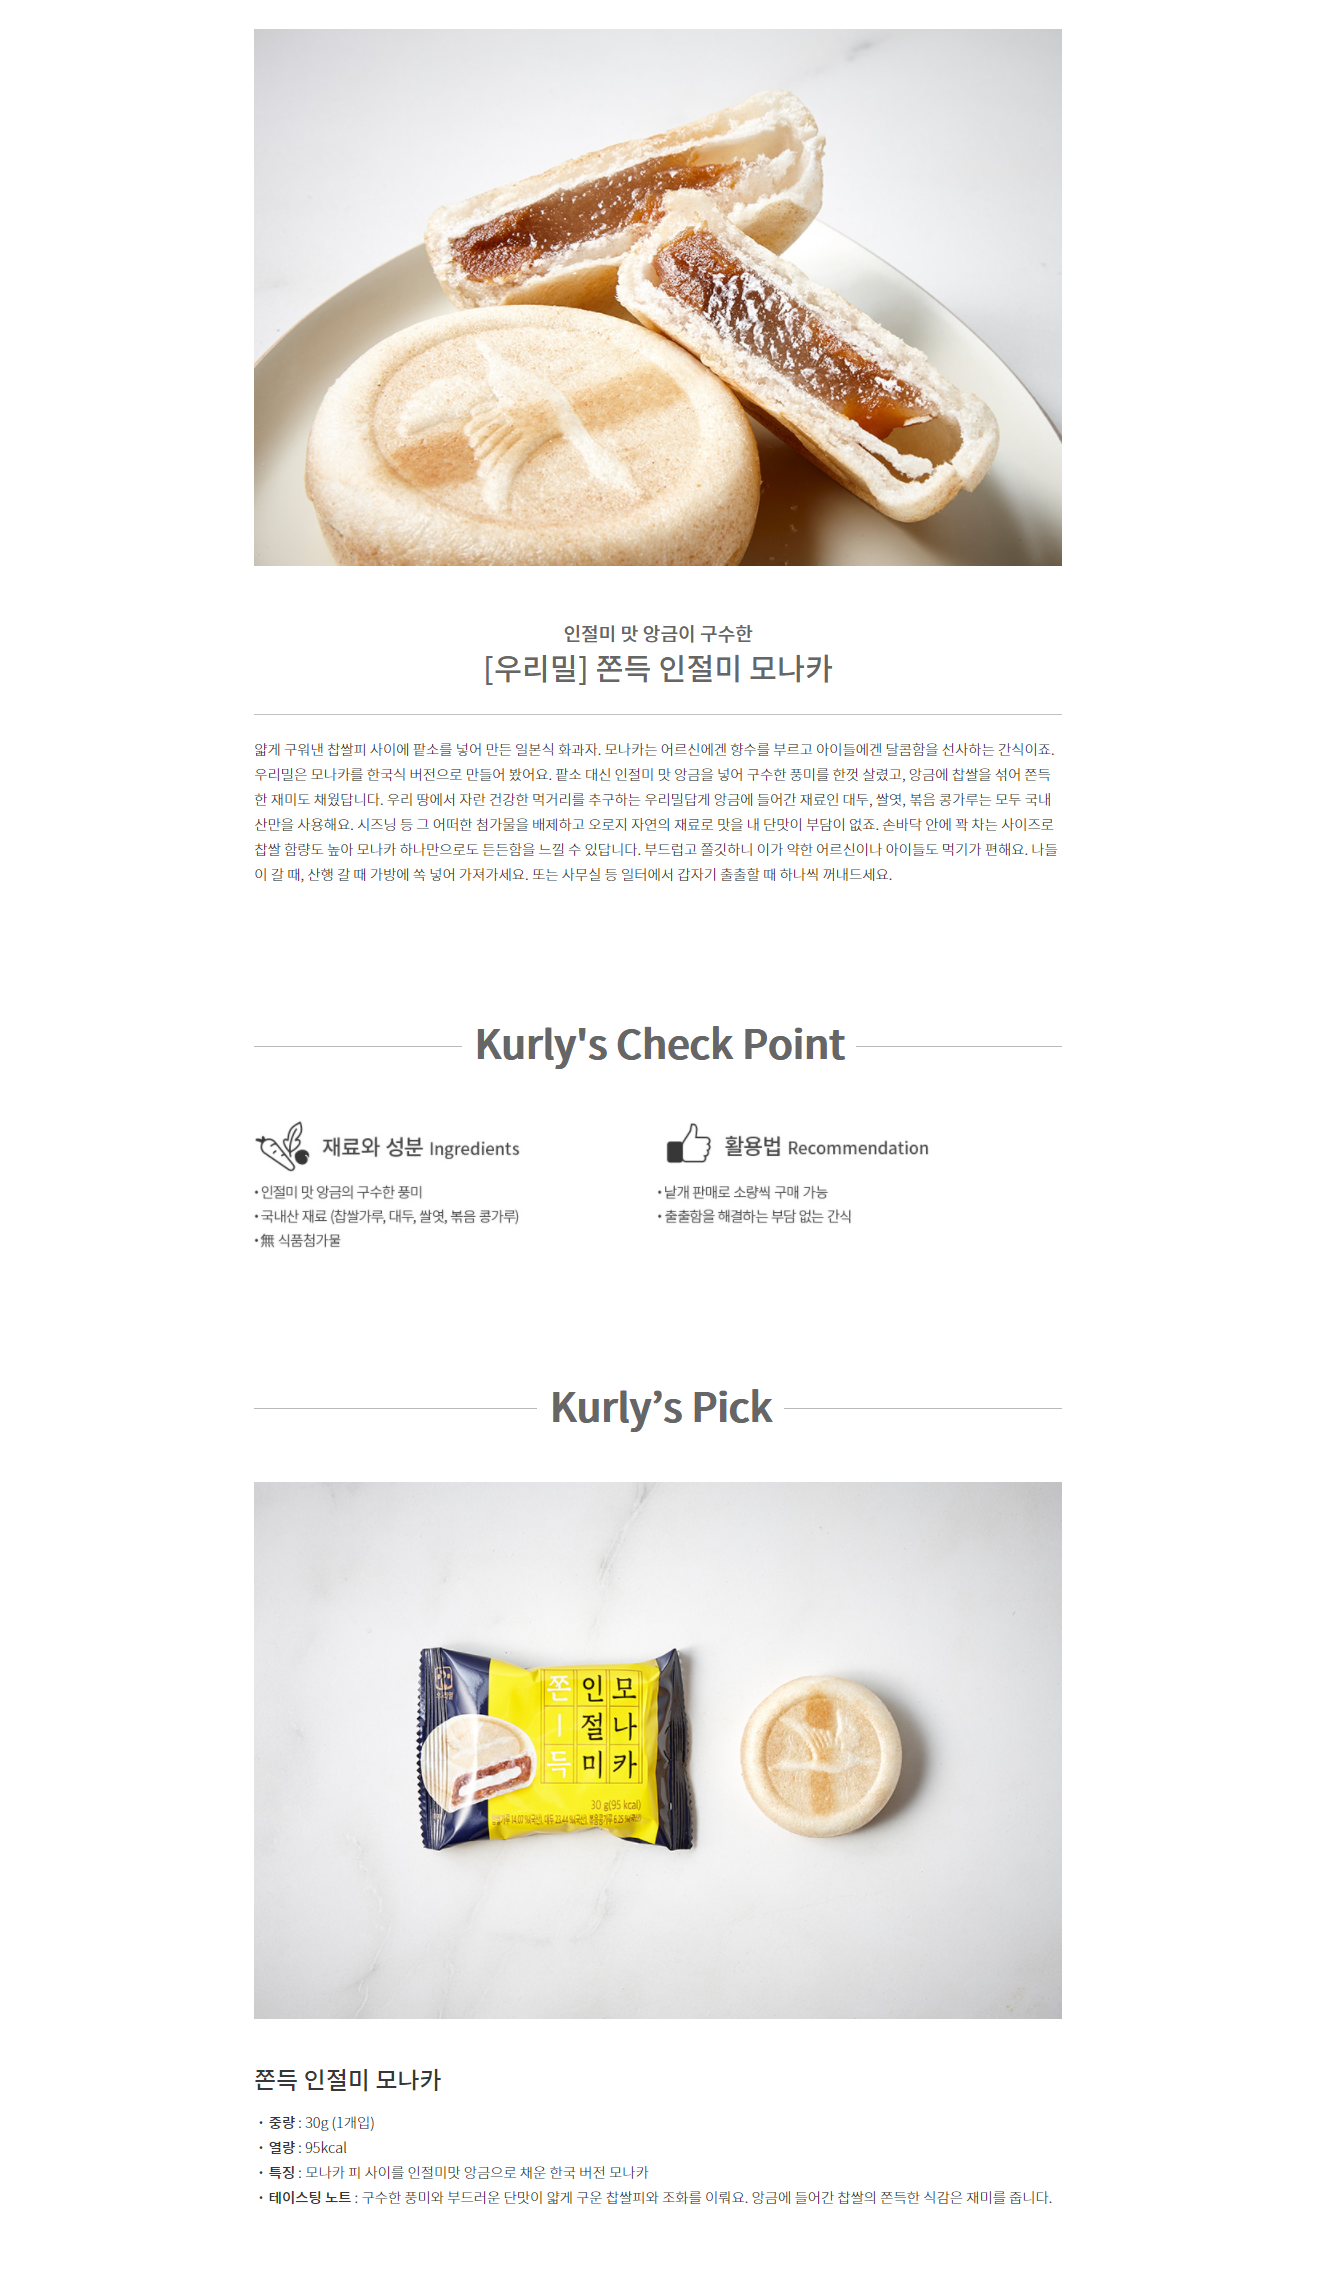 인절미 맛 앙금이 구수한
[우리밀] 쫀득 인절미 모나카
얇게 구워낸 찹쌀피 사이에 팥소를 넣어 만든 일본식 화과자. 모나카는 어르신에겐 향수를 부르고 아이들에겐 달콤함을 선사하는 간식이죠.
우리밀은 모나카를 한국식 버전으로 만들어 봤어요. 팥소 대신 인절미 맛 앙금을 넣어 구수한 풍미를 한껏 살렸고, 앙금에 찹쌀을 섞어 쫀득
한 재미도 채웠답니다. 우리 땅에서 자란 건강한 먹거리를 추구하는 우리밀답게 앙금에 들어간 재료인 대두, 쌀엿, 볶음 콩가루는 모두 국내
산만을 사용해요. 시즈닝 등 그 어떠한 첨가물을 배제하고 오로지 자연의 재료로 맛을 내 단맛이 부담이 없죠. 손바닥 안에 꽉 차는 사이즈로
찹쌀 함량도 높아 모나카 하나만으로도 든든함을 느낄 수 있답니다. 부드럽고 쫄깃하니 이가 약한 어르신이나 아이들도 먹기가 편해요. 나들
이 갈 때, 산행 갈 때 가방에 쏙 넣어 가져가세요. 또는 사무실 등 일터에서 갑자기 출출할 때 하나씩 꺼내드세요.
Kurly's Check Point
재료와 성분 Ingredients
• 인절미 맛 앙금의 구수한 풍미
• 국내산 재료 (찹쌀가루, 대두, 쌀엿, 볶음 콩가루)
• 無 식품첨가물
활용법 Recommendation
• 낱개 판매로 소량씩 구매 가능
• 출출함을 해결하는 부담 없는 간식
Kurly’s Pick
우리밀
쫀득
인절미
모나카
30 g(95 kcal)
찹쌀가루 14.07 %(국산), 대두 23.44 %(국산), 볶음콩가루 6.25 %(국산)
쫀득 인절미 모나카
· 중량 : 30g (1개입)
· 열량 : 95kcal
· 특징 : 모나카 피 사이를 인절미맛 앙금으로 채운 한국 버전 모나카
· 테이스팅 노트 : 구수한 풍미와 부드러운 단맛이 얇게 구운 찹쌀피와 조화를 이뤄요. 앙금에 들어간 찹쌀의 쫀득한 식감은 재미를 줍니다.